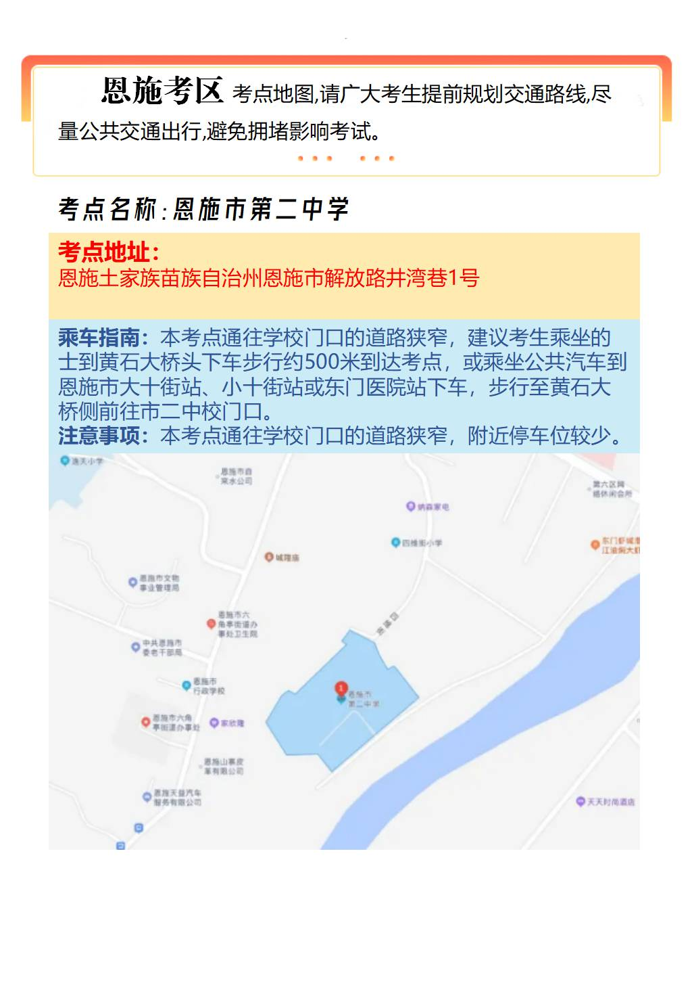 恩施考区 考点地图,请广大考生提前规划交通路线,尽
量公共交通出行,避免拥堵影响考试。
考点名称:恩施市第二中学
考点地址：
恩施土家族苗族自治州恩施市解放路井湾巷1号
乘车指南：本考点通往学校门口的道路狭窄，建议考生乘坐的
士到黄石大桥头下车步行约500米到达考点，或乘坐公共汽车到
恩施市大十街站、小十街站或东门医院站下车，步行至黄石大
桥侧前往市二中校门口。
注意事项：本考点通往学校门口的道路狭窄，附近停车位较少。
逸夫小学
恩施市自
来水公司
第六区网
络休闲会所
纳森家电
四维街小学
东门虾城潜
江油焖大虾
城隍庙
恩施市文物
事业管理局
恩施市六
角亭街道办
事处卫生院
四维街
中共恩施市
委老干部局
恩施市
行政学校
1
恩施市
第二中学
恩施市六角
亭街道办事处
家欣隆
恩施山寨皮
革有限公司
恩施天益汽车
服务有限公司
天天时尚酒店